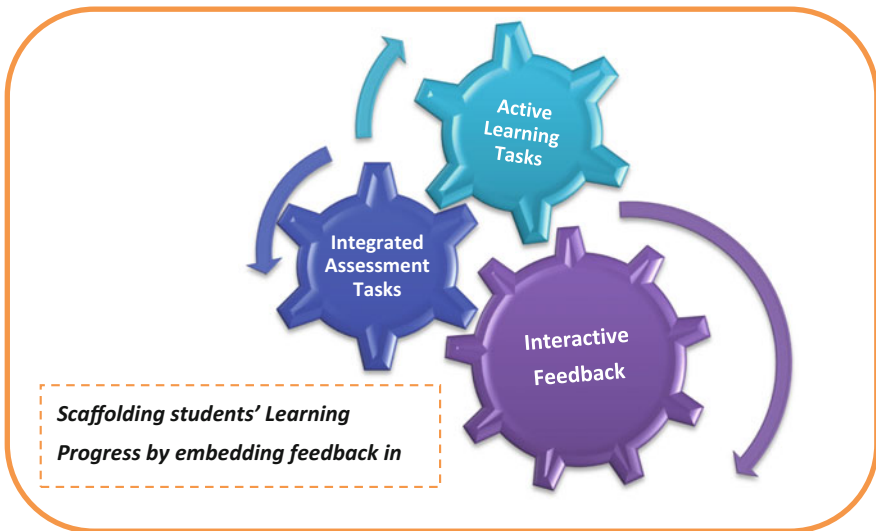 Active
Learning
Tasks
Integrated
Assessment
Tasks
Interactive
Feedback
Scaffolding students’ Learning
Progress by embedding feedback in